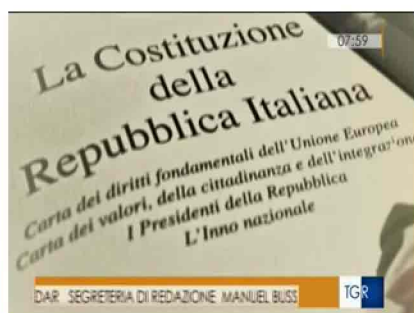 07:59
La Costituzione
della
Repubblica Italiana
Carta dei diritti fondamentali dell'Unione Europea
Carta dei valori, della cittadinanza e dell'integrazione
I Presidenti della Repubblica
L'Inno nazionale
DAR SEGRETERIA DI REDAZIONE MANUEL BUSS
TGR